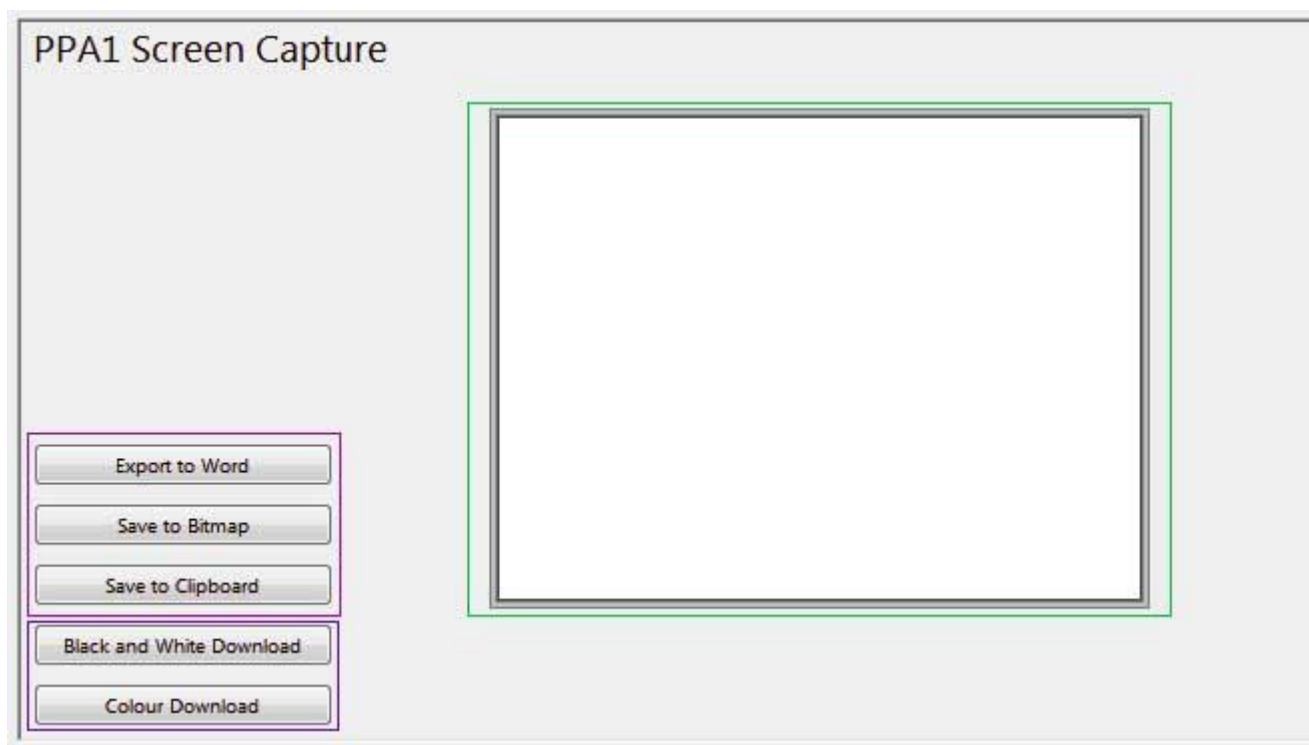 PPA1 Screen Capture
Export to Word
Save to Bitmap
Save to Clipboard
Black and White Download
Colour Download